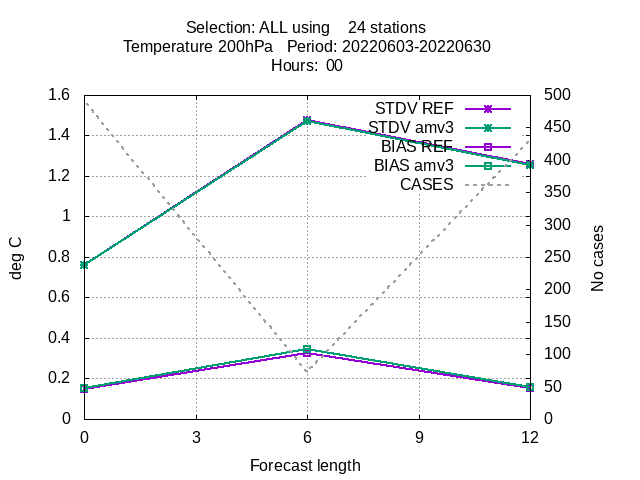 Selection: ALL using    24 stations
Temperature 200hPa   Period: 20220603-20220630
Hours:  00
1.6
1.4
1.2
1
0.8
0.6
0.4
0.2
0
deg C
STDV REF
STDV amv3
BIAS REF
BIAS amv3
CASES
500
450
400
350
300
250
200
150
100
50
0
No cases
0 3 6 9 12
Forecast length